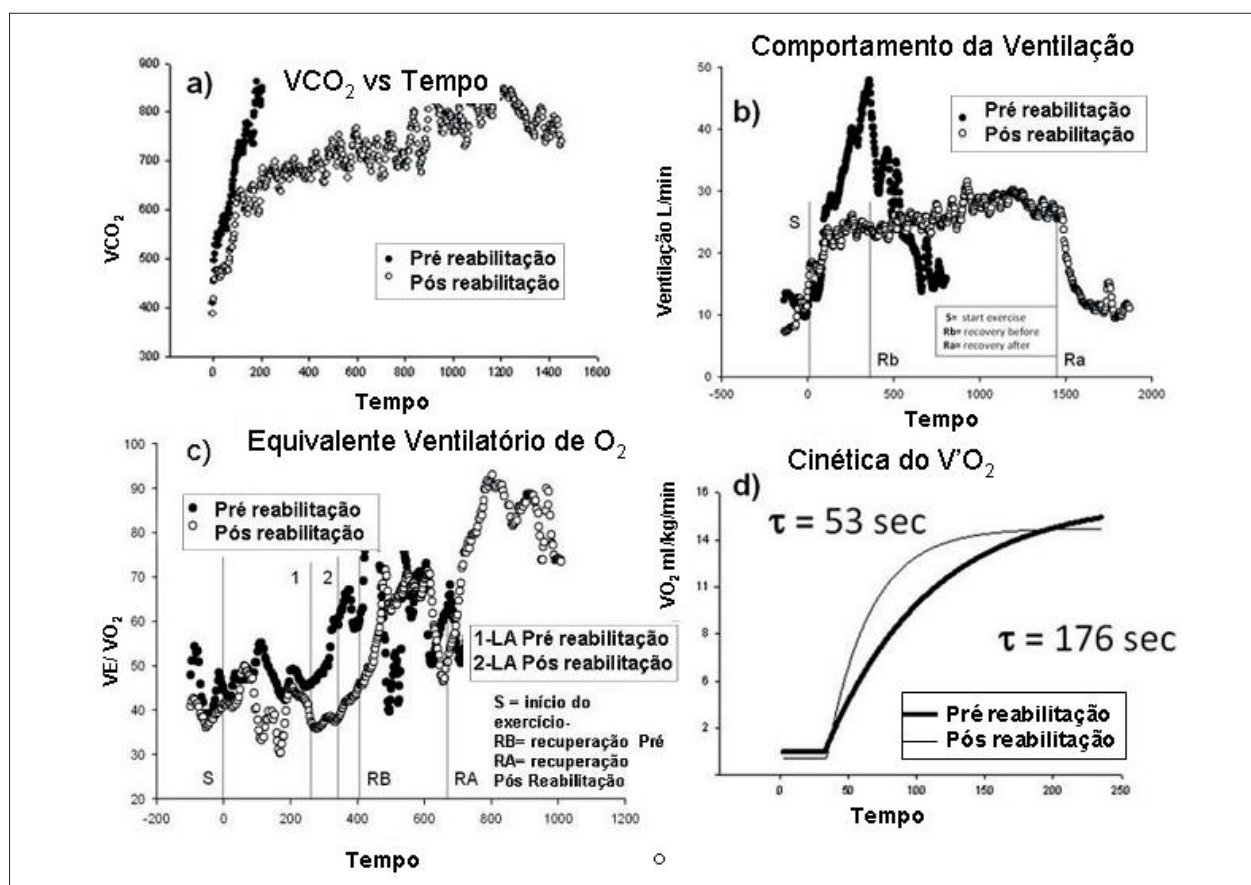 a)
VCO₂ vs Tempo
900
800
700
600
500
400
300
VCO₂
Pré reabilitação
Pós reabilitação
0 200 400 600 800 1000 1200 1400 1600
Tempo
Comportamento da Ventilação
b)
50
40
30
20
10
0
Ventilação L/min
Pré reabilitação
Pós reabilitação
S
S= start exercise
Rb= recovery before
Ra= recovery after
Rb
Ra
-500 0 500 1000 1500 2000
Tempo
c)
Equivalente Ventilatório de O₂
100
90
80
70
60
50
40
30
20
VE/ VO₂
Pré reabilitação
Pós reabilitação
1
2
1-LA Pré reabilitação
2-LA Pós reabilitação
S = início do
exercício-
RB= recuperação Pré
RA= recuperação
Pós Reabilitação
S
RB
RA
-200 0 200 400 600 800 1000 1200
Tempo
Cinética do V'O₂
d)
16
14
11
8
6
2
VO₂ ml/kg/min
τ = 53 sec
τ = 176 sec
Pré reabilitação
Pós reabilitação
0 50 100 150 200 250
Tempo